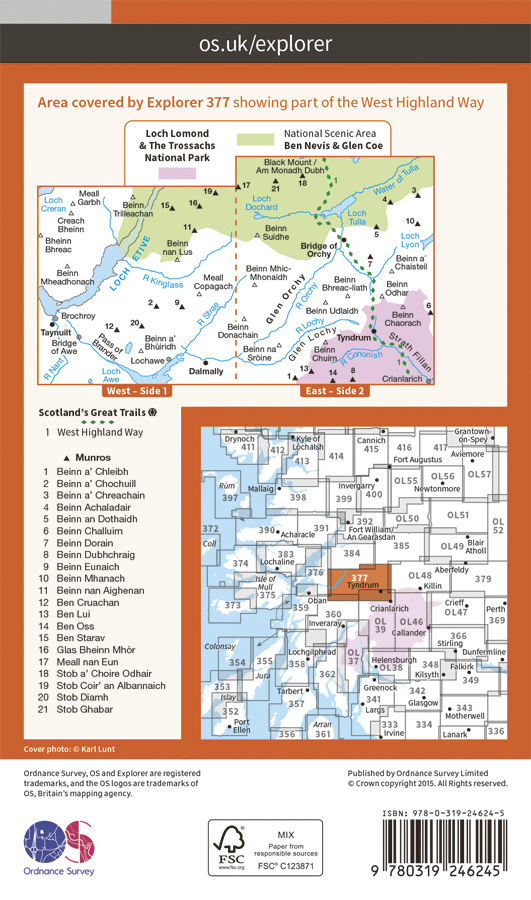 os.uk/explorer
Area covered by Explorer 377 showing part of the West Highland Way
Loch Lomond
& The Trossachs
National Park
National Scenic Area
Ben Nevis & Glen Coe
Black Mount /
Am Monadh Dubh
Meall
Garbh
Loch
Creran
Creach
Beinn
Beinn
Trilleachan
Bheinn
Bhreac
Beinn
Mheadhonach
LOCH ETIVE
Beinn
nan Lus
19
15
16
11
17
21
18
1
Water of Tulla
3
4
Loch
Dochard
Loch
Tulla
10
5
Beinn
Suidhe
Bridge of
Orchy
Loch
Lyon
7
Beinn a'
Chaisteil
R Kinglass
Meall
Copagach
Beinn Mhic-
Mhonaidh
Glen Orchy
R Orchy
Beinn
Bhreac-liath
Beinn
Odhar
2
9
R Strae
Beinn Udlaidh
Beinn
Chaorach
6
Brochroy
Taynuilt
12
20
Bridge
of Awe
Pass of
Brander
Beinn a'
Bhùiridh
Beinn
Donachain
R Lochy
Glen Lochy
Tyndrum
Lochawe
Beinn na
Sròine
Beinn
Chuirn
R Cononish
Strath Fillan
R Nant
Loch
Awe
Dalmally
1
13
14
8
1
Crianlarich
West – Side 1
East – Side 2
Scotland's Great Trails
1 West Highland Way
Munros
1 Beinn a' Chleibh
2 Beinn a' Chochuill
3 Beinn a' Chreachain
4 Beinn Achaladair
5 Beinn an Dothaidh
6 Beinn Challuim
7 Beinn Dorain
8 Beinn Dubhchraig
9 Beinn Eunaich
10 Beinn Mhanach
11 Beinn nan Aighenan
12 Ben Cruachan
13 Ben Lui
14 Ben Oss
15 Ben Starav
16 Glas Bheinn Mhòr
17 Meall nan Eun
18 Stob a' Choire Odhair
19 Stob Coir' an Albannaich
20 Stob Diamh
21 Stob Ghabar
Drynoch
411
412
Kyle of
Lochalsh
413
414
Cannich
415
416
417
Grantown-
on-Spey
Fort Augustus
Aviemore
Rùm
397
Mallaig
398
Invergarry
399
400
OL55
OL56
Newtonmore
OL57
372
Coll
390
Acharacle
391
392
Fort William/
An Gearasdan
OL50
OL51
OL
52
383
384
385
OL49
Blair
Atholl
374
Lochaline
Isle of
Mull
376
377
Tyndrum
OL48
Killin
Aberfeldy
379
373
375
359
Oban
360
Inveraray
Crianlarich
OL
39
OL46
Callander
Crieff
OL47
Perth
369
Colonsay
354
355
Jura
Lochgilphead
358
OL
37
Helensburgh
OL38
366
Stirling
348
Kilsyth
Dunfermline
Falkirk
349
353
Islay
352
Tarbert
357
362
Greenock
341
Largs
342
Glasgow
343
Motherwell
Port
Ellen
356
Arran
361
333
Irvine
334
Lanark
336
Cover photo: © Karl Lunt
Ordnance Survey, OS and Explorer are registered
trademarks, and the OS logos are trademarks of
OS, Britain's mapping agency.
Published by Ordnance Survey Limited
© Crown copyright 2015. All Rights reserved.
OS
Ordnance Survey
FSC
www.fsc.org
MIX
Paper from
responsible sources
FSC® C123871
ISBN: 978-0-319-24624-5
9 780319 246245